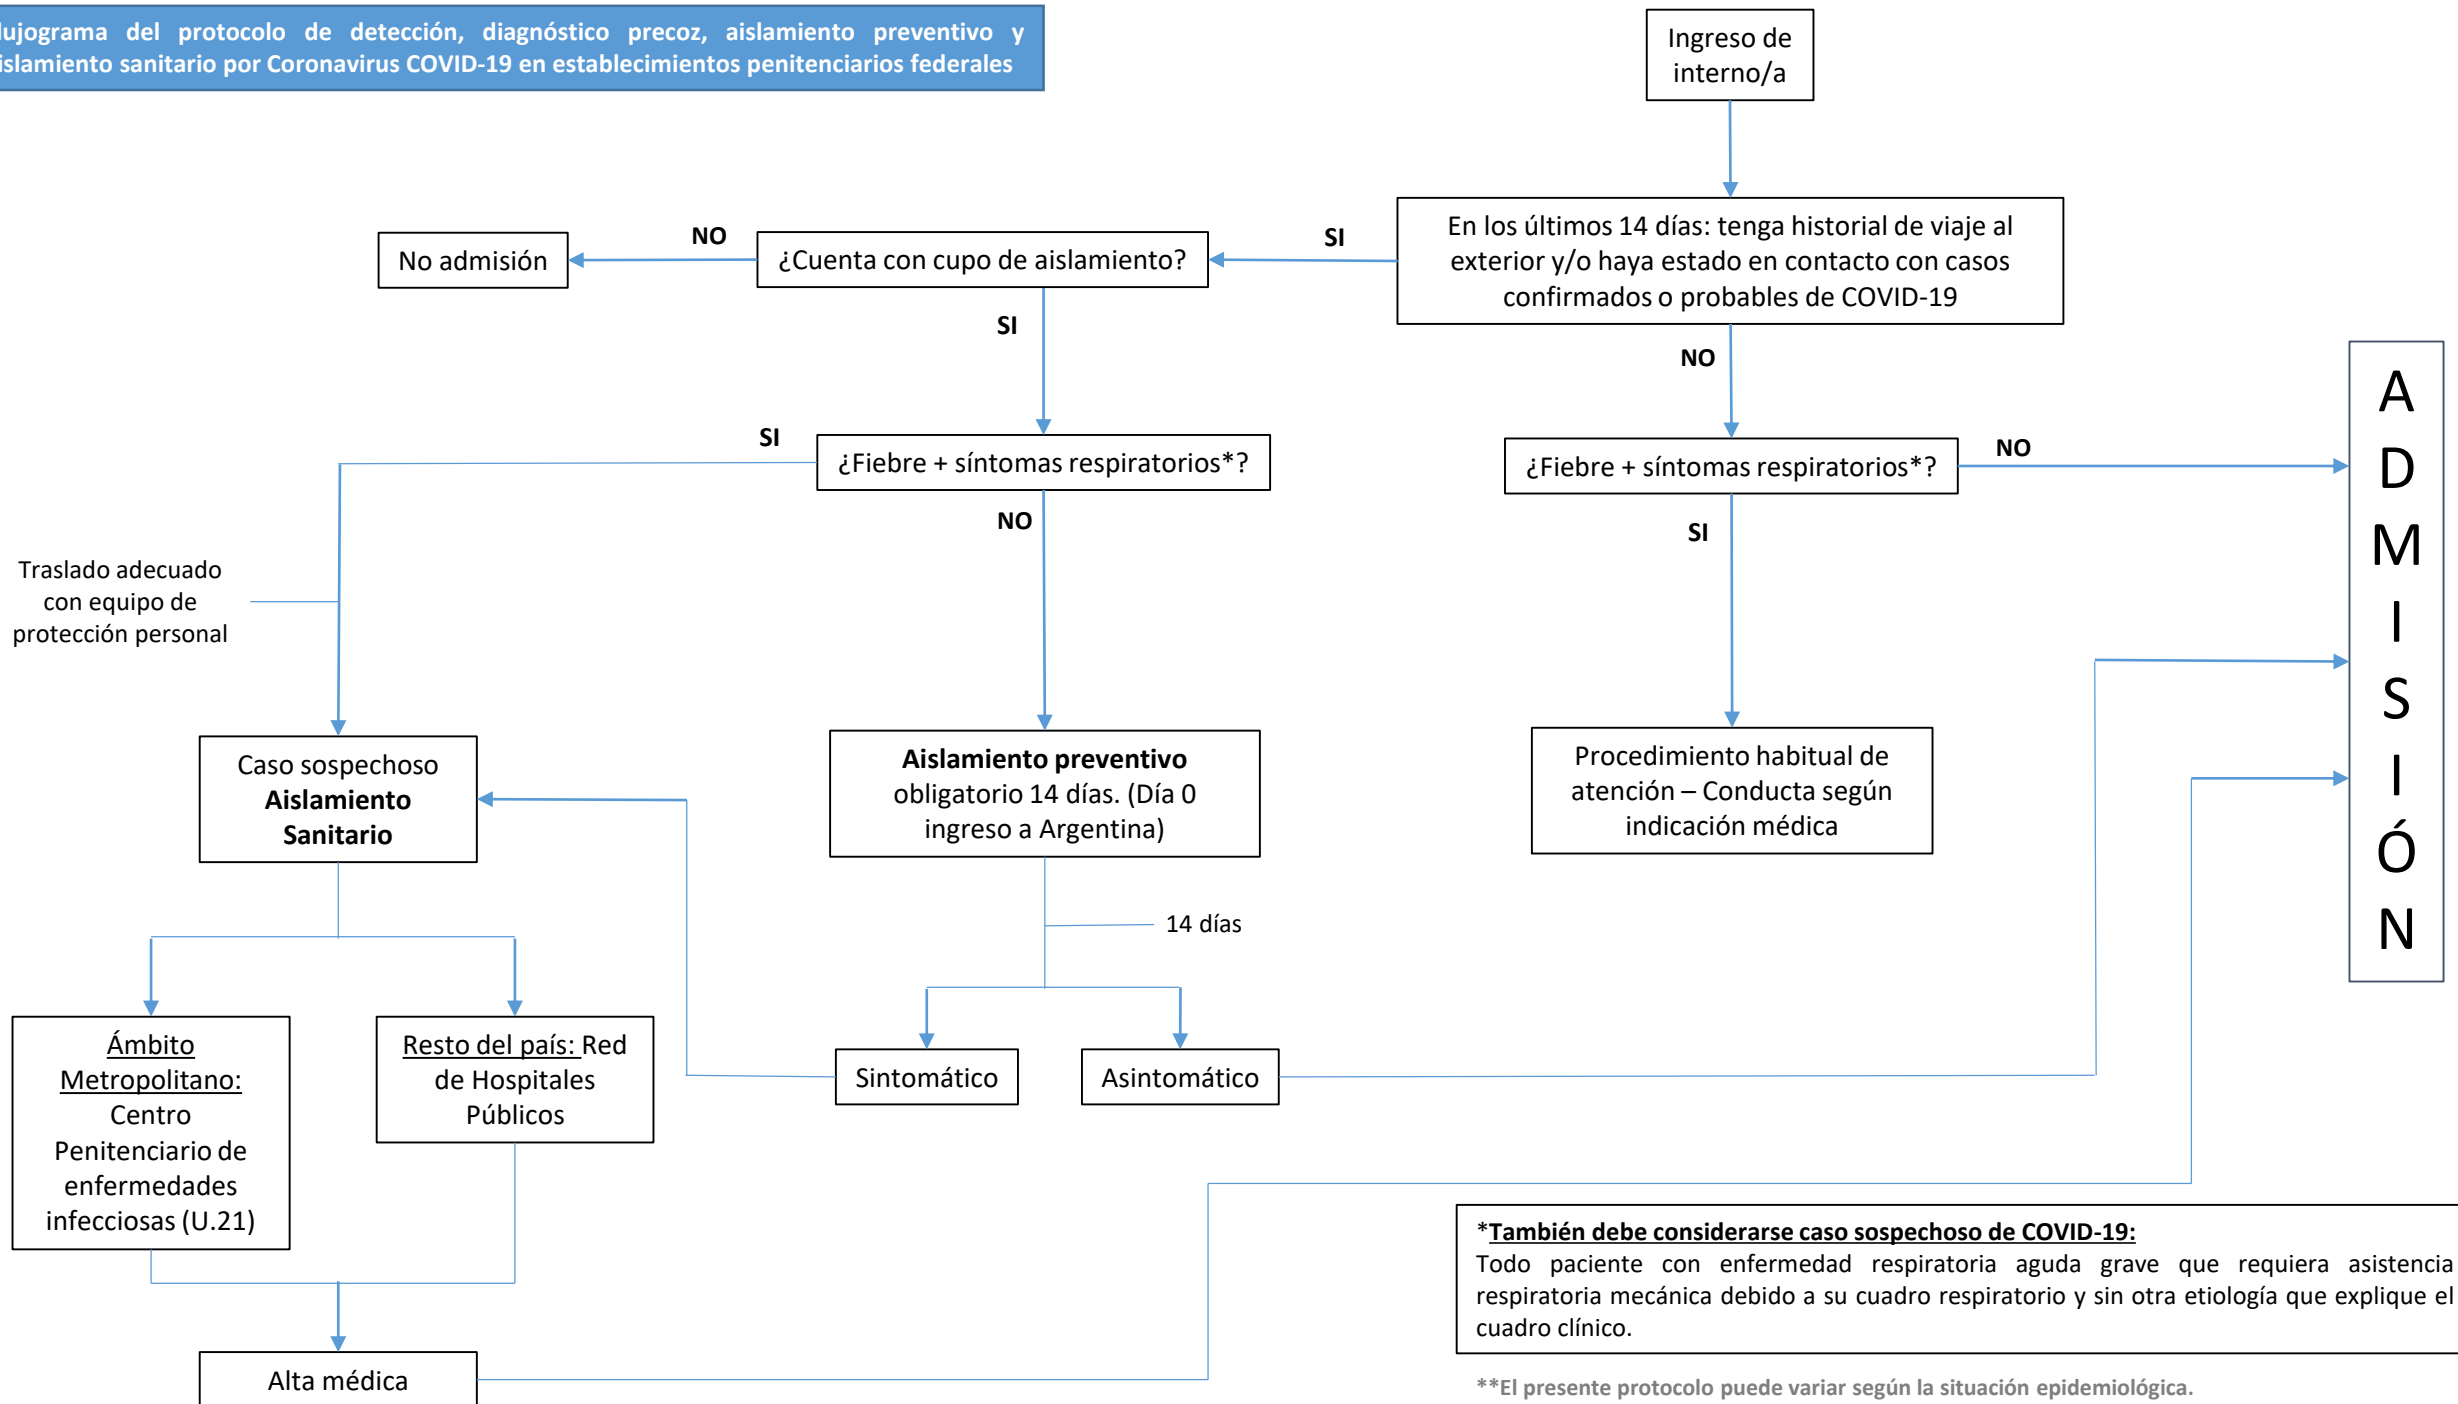 lujograma del protocolo de detección, diagnóstico precoz, aislamiento preventivo y
islamiento sanitario por Coronavirus COVID-19 en establecimientos penitenciarios federales
Ingreso de
interno/a
En los últimos 14 días: tenga historial de viaje al
exterior y/o haya estado en contacto con casos
confirmados o probables de COVID-19
SI
¿Cuenta con cupo de aislamiento?
NO
No admisión
SI
NO
¿Fiebre + síntomas respiratorios*?
SI
NO
¿Fiebre + síntomas respiratorios*?
NO
SI
ADMISIÓN
Traslado adecuado
con equipo de
protección personal
Caso sospechoso
Aislamiento
Sanitario
Aislamiento preventivo
obligatorio 14 días. (Día 0
ingreso a Argentina)
Procedimiento habitual de
atención – Conducta según
indicación médica
14 días
Ámbito
Metropolitano:
Centro
Penitenciario de
enfermedades
infecciosas (U.21)
Resto del país: Red
de Hospitales
Públicos
Sintomático
Asintomático
Alta médica
*También debe considerarse caso sospechoso de COVID-19:
Todo paciente con enfermedad respiratoria aguda grave que requiera asistencia
respiratoria mecánica debido a su cuadro respiratorio y sin otra etiología que explique el
cuadro clínico.
**El presente protocolo puede variar según la situación epidemiológica.